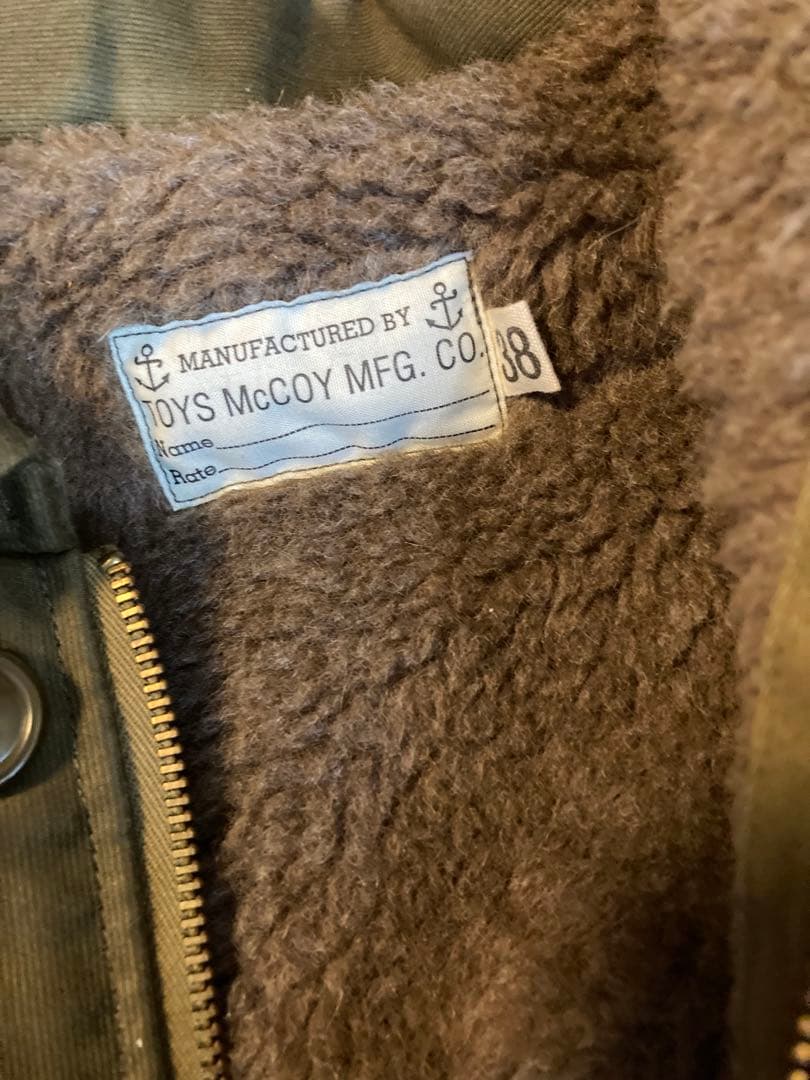 MANUFACTURED BY
TOYS McCOY MFG. CO.
38
Name
Rate